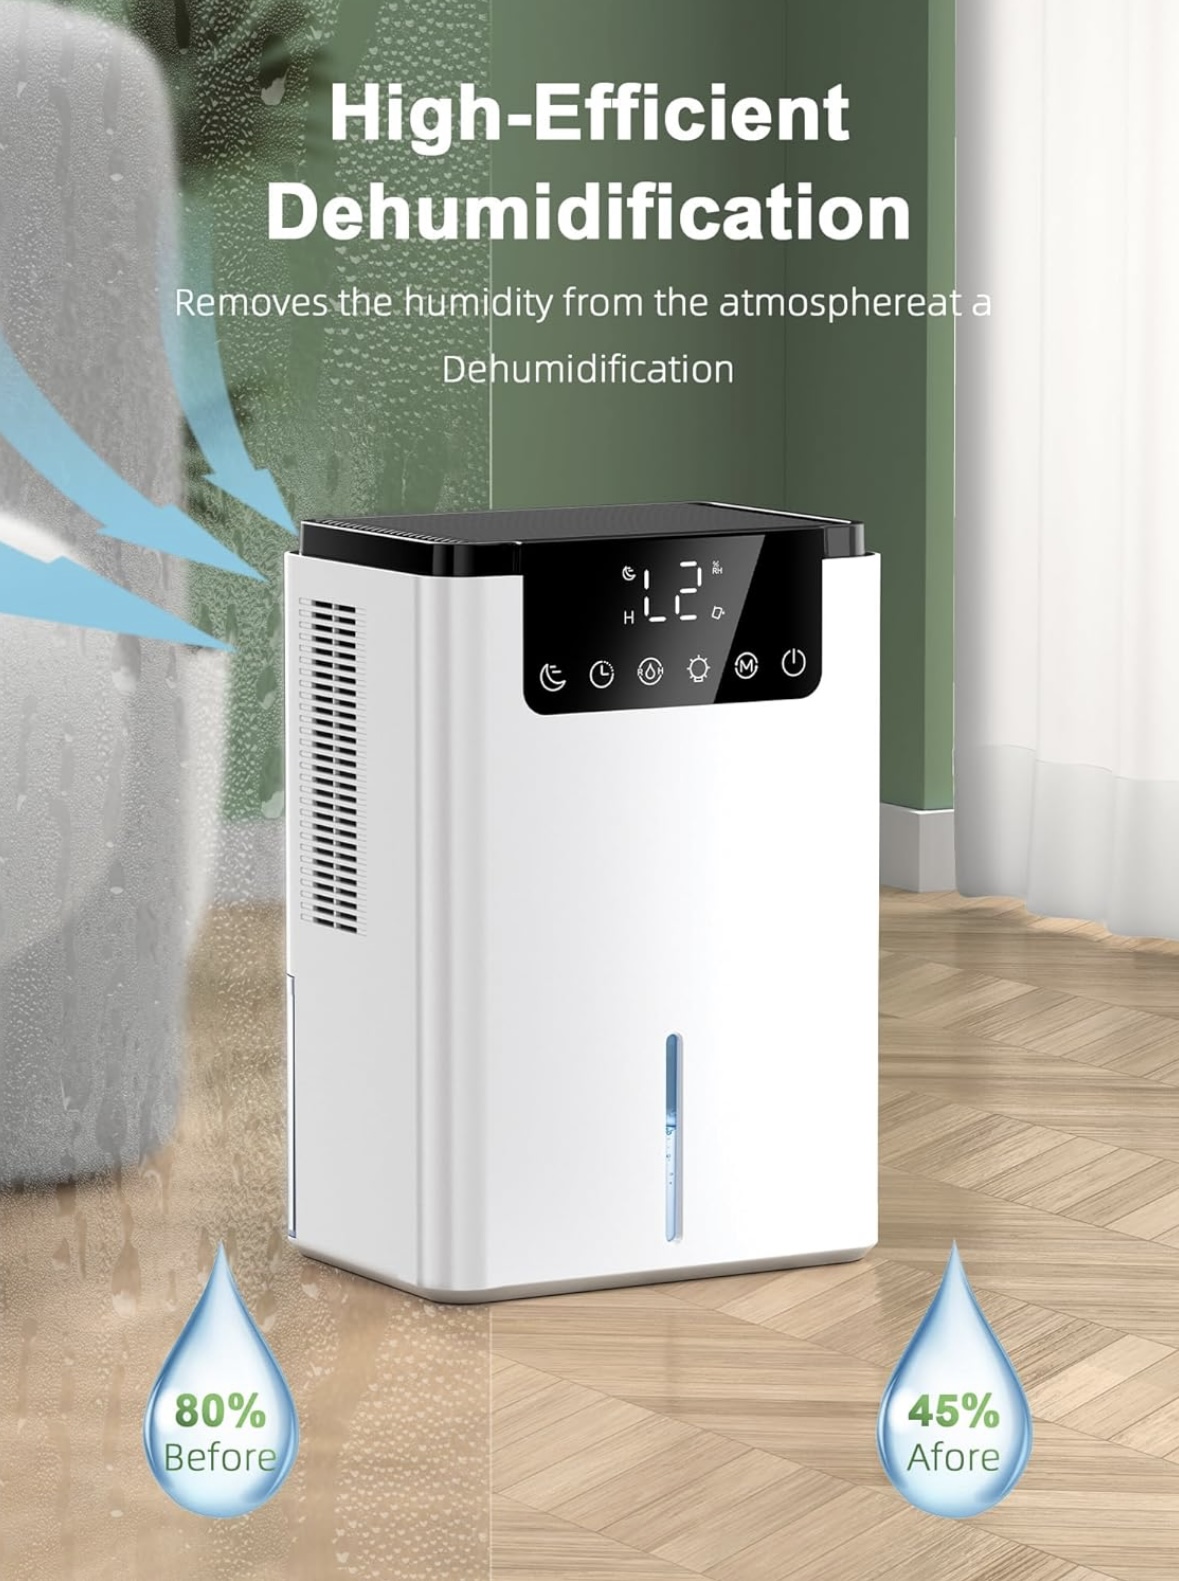 High-Efficient
Dehumidification
Removes the humidity from the atmosphereat a
Dehumidification
L2
% RH
H
R H
M
80%
Before
45%
Afore